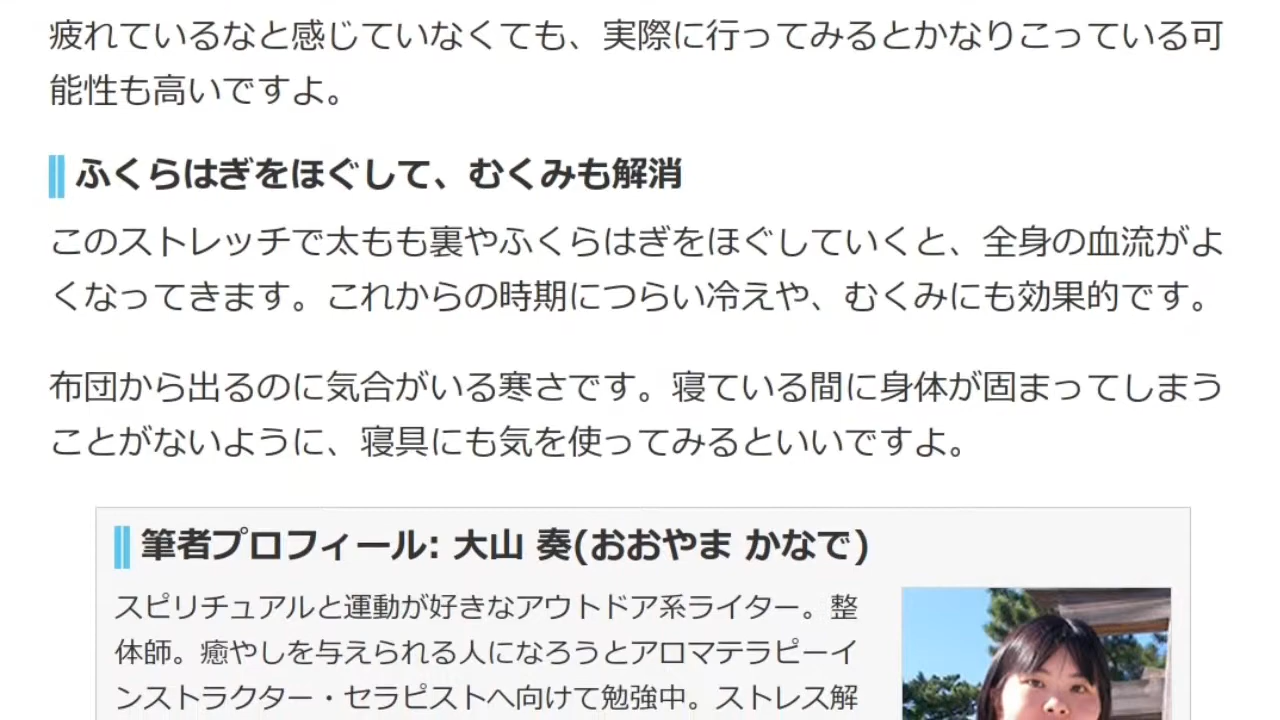 疲れているなと感じていなくても、実際に行ってみるとかなりこっている可
能性も高いですよ。
ふくらはぎをほぐして、むくみも解消
このストレッチで太もも裏やふくらはぎをほぐしていくと、全身の血流がよ
くなってきます。これからの時期につらい冷えや、むくみにも効果的です。
布団から出るのに気合がいる寒さです。寝ている間に身体が固まってしまう
ことがないように、寝具にも気を使ってみるといいですよ。
筆者プロフィール: 大山 奏(おおやま かなで)
スピリチュアルと運動が好きなアウトドア系ライター。整
体師。癒やしを与えられる人になろうとアロマテラピーイ
ンストラクター・セラピストへ向けて勉強中。ストレス解